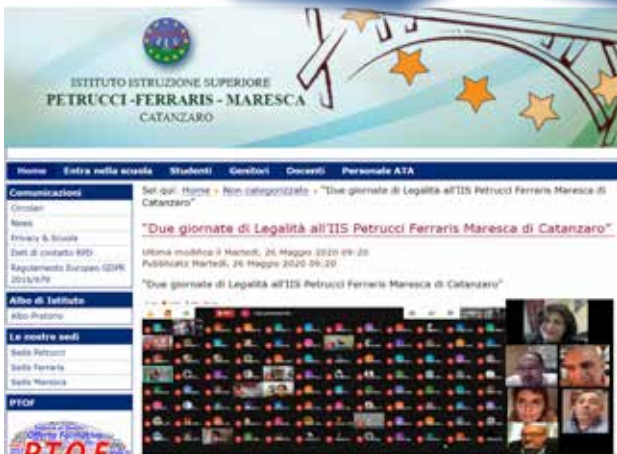 ISTITUTO ISTRUZIONE SUPERIORE
PETRUCCI -FERRARIS - MARESCA
CATANZARO
Home Entra nella scuola Studenti Genitori Docenti Personale ATA
Comunicazioni
Circolari
News
Privacy & Scuola
Dati di contatto RPD
Regolamento Europeo GDPR
2016/679
Albo di Istituto
Albo Pretorio
Le nostre sedi
Sede Petrucci
Sede Ferraris
Sede Maresca
PTOF
Offerta Formativa
PTOF
Sei qui: Home › Non categorizzato › "Due giornate di Legalità all'IIS Petrucci Ferraris Maresca di
Catanzaro"
"Due giornate di Legalità all'IIS Petrucci Ferraris Maresca di Catanzaro"
Ultima modifica il Martedì, 26 Maggio 2020 09:20
Pubblicato Martedì, 26 Maggio 2020 09:20
"Due giornate di Legalità all'IIS Petrucci Ferraris Maresca di Catanzaro"